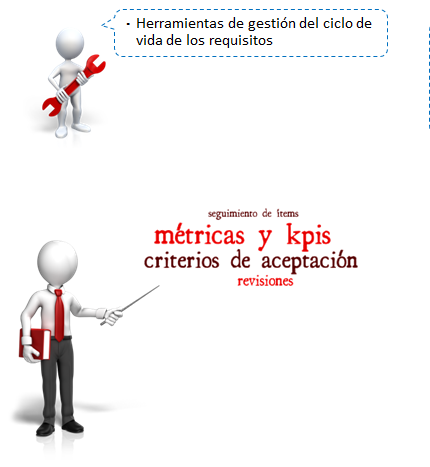 • Herramientas de gestión del ciclo de
vida de los requisitos
seguimiento de ítems
métricas y kpis
criterios de aceptación
revisiones